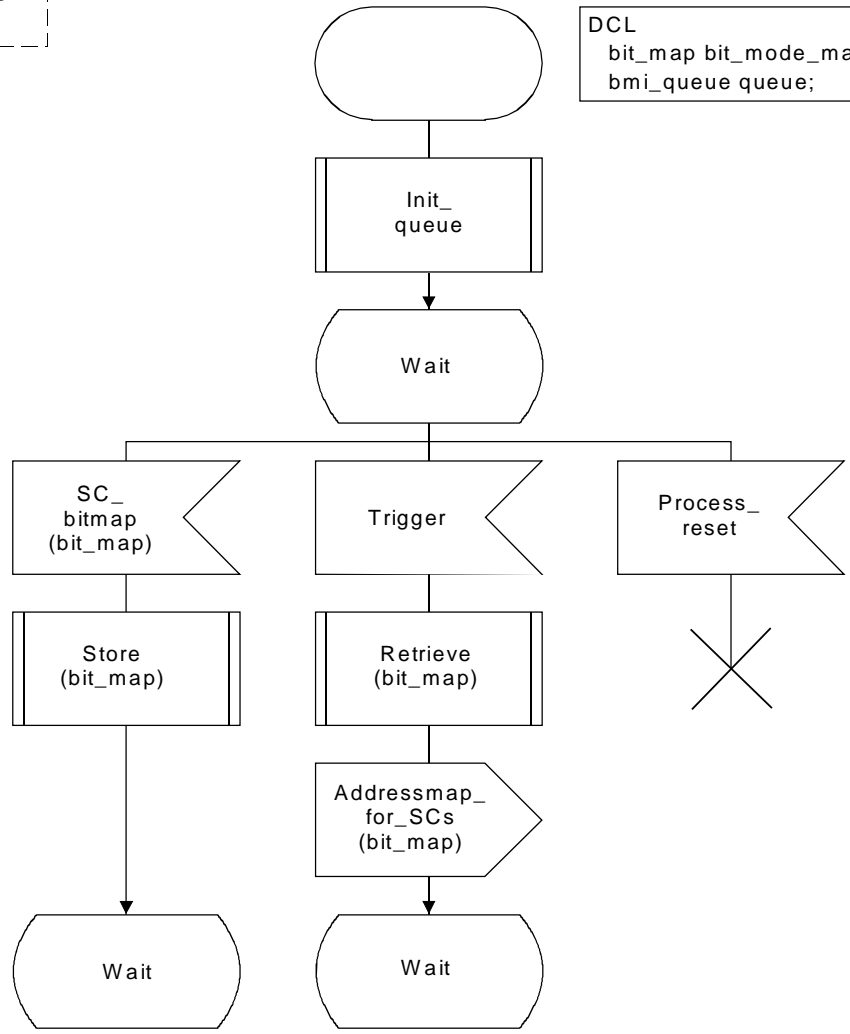 DCL
bit_map bit_mode_ma
bmi_queue queue;
Init_
queue
Wait
SC_
bitmap
(bit_map)
Trigger
Process_
reset
Store
(bit_map)
Retrieve
(bit_map)
Addressmap_
for_SCs
(bit_map)
Wait
Wait